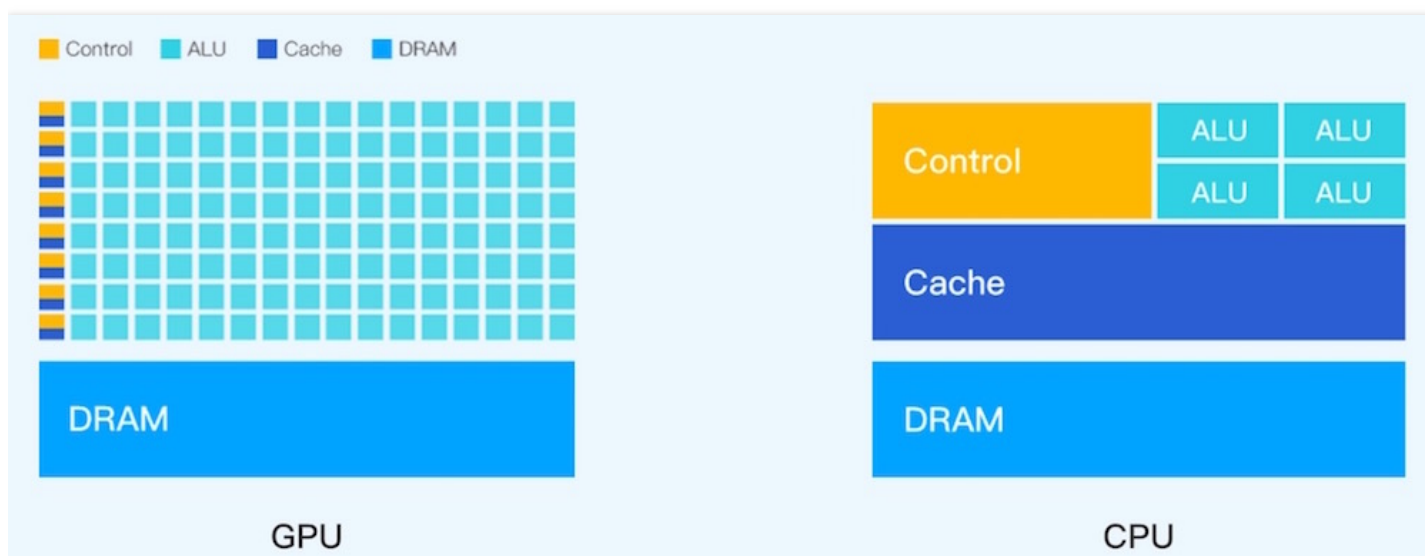 Control ALU Cache DRAM
DRAM
GPU
Control
ALU ALU
ALU ALU
Cache
DRAM
CPU